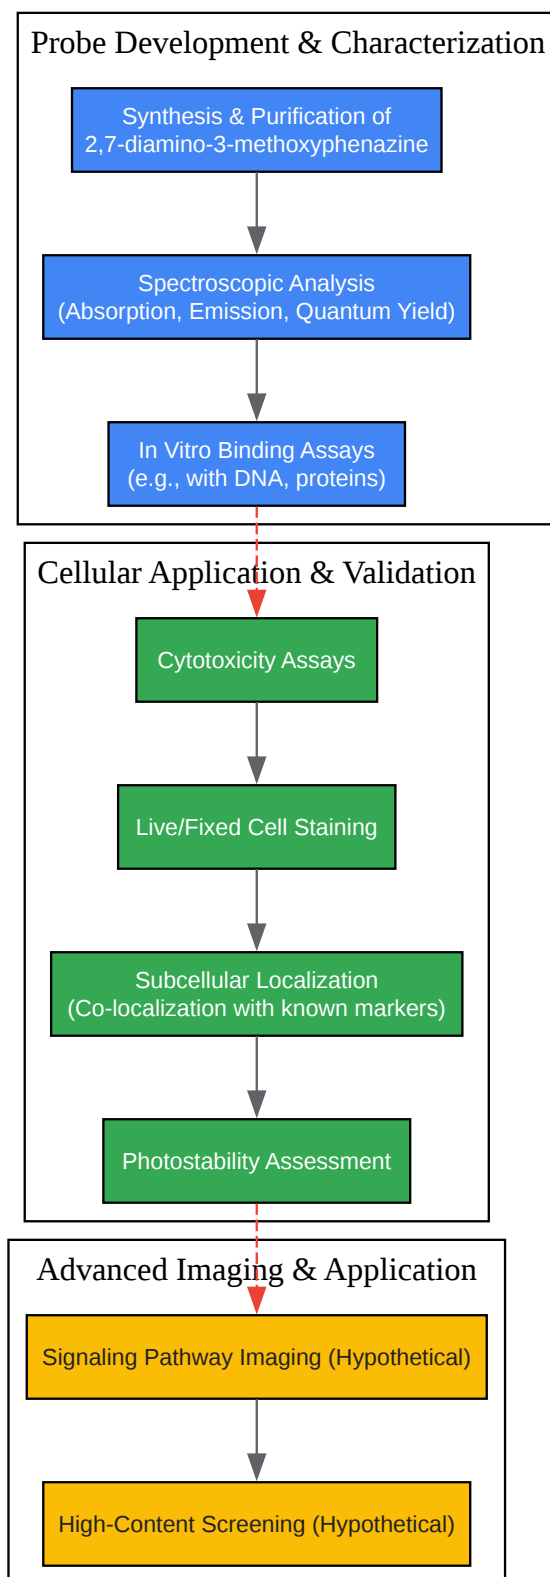 Probe Development & Characterization
Synthesis & Purification of
2,7-diamino-3-methoxyphenazine
Spectroscopic Analysis
(Absorption, Emission, Quantum Yield)
In Vitro Binding Assays
(e.g., with DNA, proteins)
Cellular Application & Validation
Cytotoxicity Assays
Live/Fixed Cell Staining
Subcellular Localization
(Co-localization with known markers)
Photostability Assessment
Advanced Imaging & Application
Signaling Pathway Imaging (Hypothetical)
High-Content Screening (Hypothetical)